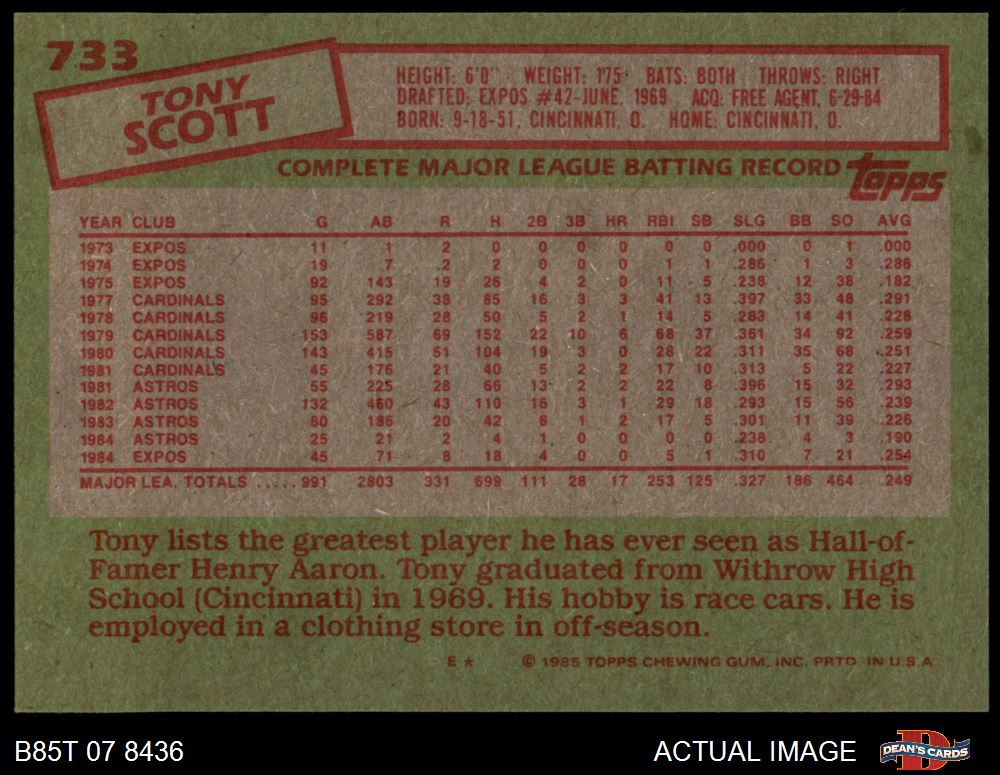 733
TONY
SCOTT
HEIGHT: 6'0" WEIGHT: 175 BATS: BOTH THROWS: RIGHT
DRAFTED: EXPOS #42-JUNE, 1969 ACQ: FREE AGENT, 6-29-84
BORN: 9-18-51, CINCINNATI, O. HOME: CINCINNATI, O.
COMPLETE MAJOR LEAGUE BATTING RECORD
topps
YEAR CLUB G AB R H 2B 3B HR RBI SB SLG BB SO AVG
1973 EXPOS 11 1 2 0 0 0 0 0 0 .000 0 1 .000
1974 EXPOS 19 7 2 2 0 0 0 1 1 .286 1 3 .286
1975 EXPOS 92 143 19 26 4 2 0 11 5 .238 12 38 .182
1977 CARDINALS 95 292 38 85 16 3 3 41 13 .397 33 48 .291
1978 CARDINALS 96 219 28 50 5 2 1 14 5 .283 14 41 .228
1979 CARDINALS 153 587 69 152 22 10 6 68 37 .361 34 92 .259
1980 CARDINALS 143 415 51 104 19 3 0 28 22 .311 35 68 .251
1981 CARDINALS 45 176 21 40 5 2 2 17 10 .313 5 22 .227
1981 ASTROS 55 225 28 66 13 2 2 22 8 .396 15 32 .293
1982 ASTROS 132 460 43 110 16 3 1 29 18 .293 15 56 .239
1983 ASTROS 80 186 20 42 6 1 2 17 5 .301 11 39 .226
1984 ASTROS 25 21 2 4 1 0 0 0 0 .238 4 3 .190
1984 EXPOS 45 71 8 18 4 0 0 5 1 .310 7 21 .254
MAJOR LEA. TOTALS ..... 991 2803 331 699 111 28 17 253 125 .327 186 464 .249
Tony lists the greatest player he has ever seen as Hall-of-
Famer Henry Aaron. Tony graduated from Withrow High
School (Cincinnati) in 1969. His hobby is race cars. He is
employed in a clothing store in off-season.
E * © 1985 TOPPS CHEWING GUM, INC. PRTD. IN U.S.A.
B85T 07 8436
ACTUAL IMAGE
D
DEAN'S CARDS